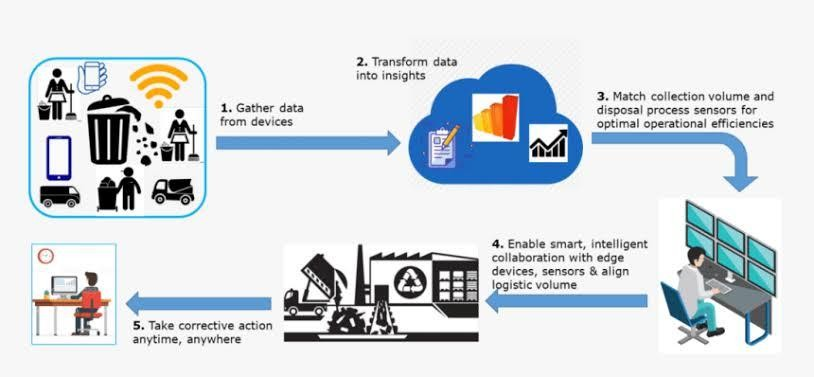 1. Gather data
from devices
2. Transform data
into insights
3. Match collection volume and
disposal process sensors for
optimal operational efficiencies
4. Enable smart, intelligent
collaboration with edge
devices, sensors & align
logistic volume
5. Take corrective action
anytime, anywhere